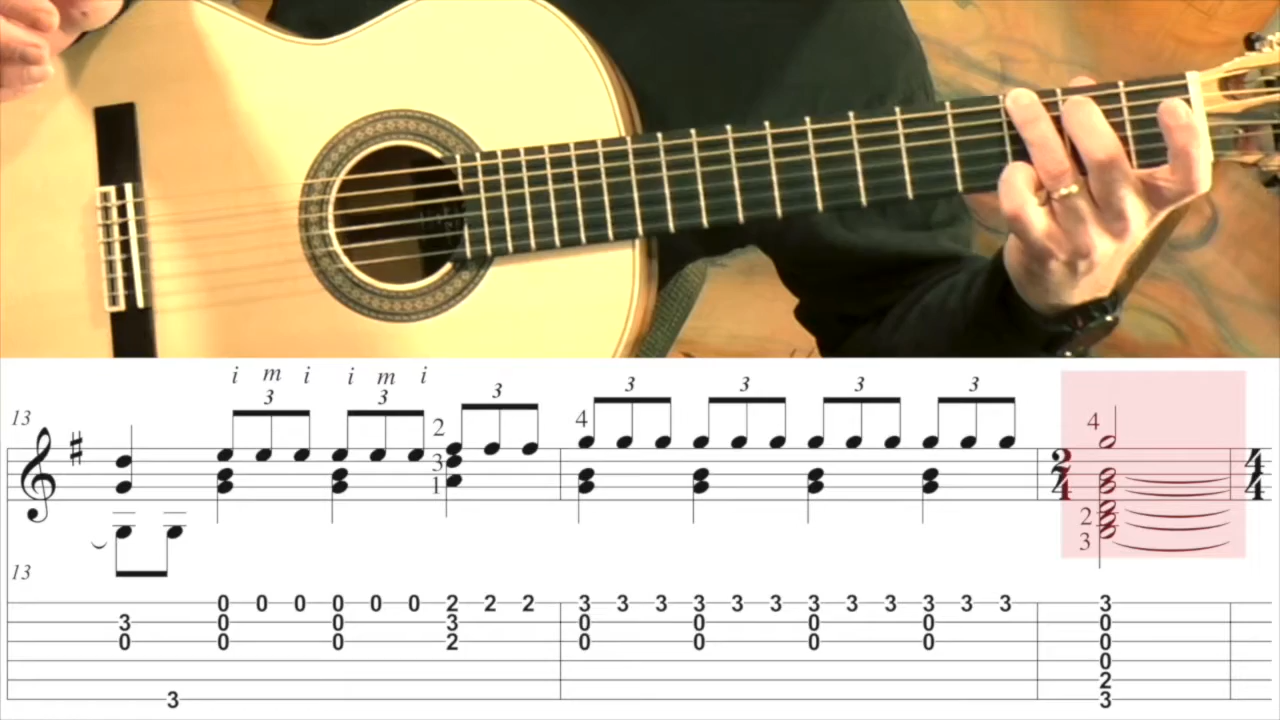 i m i i m i
3 3 3
13 2 4 3 3 3 3 4
3 2 4
1 4 4
2
3
13
0 0 0 0 0 0 2 2 2 3 3 3 3 3 3 3 3 3 3 3 3 3
3 0 0 3 0 0 0 0 0
0 0 0 2 0 0 0 0 0
0
2
3 3